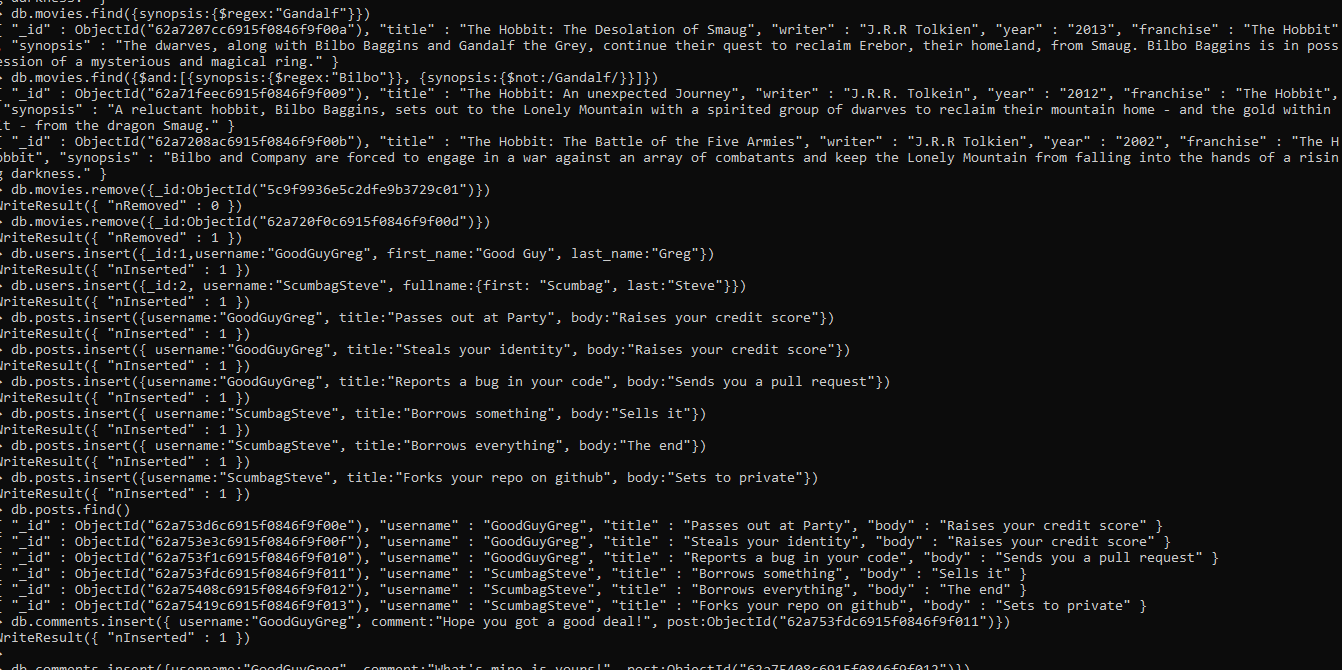 darkness." }
> db.movies.find({synopsis:{$regex:"Gandalf"}})
{ "_id" : ObjectId("62a7207cc6915f0846f9f00a"), "title" : "The Hobbit: The Desolation of Smaug", "writer" : "J.R.R Tolkien", "year" : "2013", "franchise" : "The Hobbit"
, "synopsis" : "The dwarves, along with Bilbo Baggins and Gandalf the Grey, continue their quest to reclaim Erebor, their homeland, from Smaug. Bilbo Baggins is in poss
ession of a mysterious and magical ring." }
> db.movies.find({$and:[{synopsis:{$regex:"Bilbo"}}, {synopsis:{$not:/Gandalf/}}]})
{ "_id" : ObjectId("62a71feec6915f0846f9f009"), "title" : "The Hobbit: An unexpected Journey", "writer" : "J.R.R. Tolkein", "year" : "2012", "franchise" : "The Hobbit",
"synopsis" : "A reluctant hobbit, Bilbo Baggins, sets out to the Lonely Mountain with a spirited group of dwarves to reclaim their mountain home - and the gold within
it - from the dragon Smaug." }
{ "_id" : ObjectId("62a7208ac6915f0846f9f00b"), "title" : "The Hobbit: The Battle of the Five Armies", "writer" : "J.R.R Tolkien", "year" : "2002", "franchise" : "The H
obbit", "synopsis" : "Bilbo and Company are forced to engage in a war against an array of combatants and keep the Lonely Mountain from falling into the hands of a risin
g darkness." }
> db.movies.remove({_id:ObjectId("5c9f9936e5c2dfe9b3729c01")})
WriteResult({ "nRemoved" : 0 })
> db.movies.remove({_id:ObjectId("62a720f0c6915f0846f9f00d")})
WriteResult({ "nRemoved" : 1 })
> db.users.insert({_id:1,username:"GoodGuyGreg", first_name:"Good Guy", last_name:"Greg"})
WriteResult({ "nInserted" : 1 })
> db.users.insert({_id:2, username:"ScumbagSteve", fullname:{first: "Scumbag", last:"Steve"}})
WriteResult({ "nInserted" : 1 })
> db.posts.insert({username:"GoodGuyGreg", title:"Passes out at Party", body:"Raises your credit score"})
WriteResult({ "nInserted" : 1 })
> db.posts.insert({ username:"GoodGuyGreg", title:"Steals your identity", body:"Raises your credit score"})
WriteResult({ "nInserted" : 1 })
> db.posts.insert({username:"GoodGuyGreg", title:"Reports a bug in your code", body:"Sends you a pull request"})
WriteResult({ "nInserted" : 1 })
> db.posts.insert({ username:"ScumbagSteve", title:"Borrows something", body:"Sells it"})
WriteResult({ "nInserted" : 1 })
> db.posts.insert({ username:"ScumbagSteve", title:"Borrows everything", body:"The end"})
WriteResult({ "nInserted" : 1 })
> db.posts.insert({username:"ScumbagSteve", title:"Forks your repo on github", body:"Sets to private"})
WriteResult({ "nInserted" : 1 })
> db.posts.find()
{ "_id" : ObjectId("62a753d6c6915f0846f9f00e"), "username" : "GoodGuyGreg", "title" : "Passes out at Party", "body" : "Raises your credit score" }
{ "_id" : ObjectId("62a753e3c6915f0846f9f00f"), "username" : "GoodGuyGreg", "title" : "Steals your identity", "body" : "Raises your credit score" }
{ "_id" : ObjectId("62a753f1c6915f0846f9f010"), "username" : "GoodGuyGreg", "title" : "Reports a bug in your code", "body" : "Sends you a pull request" }
{ "_id" : ObjectId("62a753fdc6915f0846f9f011"), "username" : "ScumbagSteve", "title" : "Borrows something", "body" : "Sells it" }
{ "_id" : ObjectId("62a75408c6915f0846f9f012"), "username" : "ScumbagSteve", "title" : "Borrows everything", "body" : "The end" }
{ "_id" : ObjectId("62a75419c6915f0846f9f013"), "username" : "ScumbagSteve", "title" : "Forks your repo on github", "body" : "Sets to private" }
> db.comments.insert({ username:"GoodGuyGreg", comment:"Hope you got a good deal!", post:ObjectId("62a753fdc6915f0846f9f011")})
WriteResult({ "nInserted" : 1 })
>
> db.comments.insert({username:"GoodGuyGreg", comment:"What's mine is yours!", post:ObjectId("62a75408c6915f0846f9f012")})